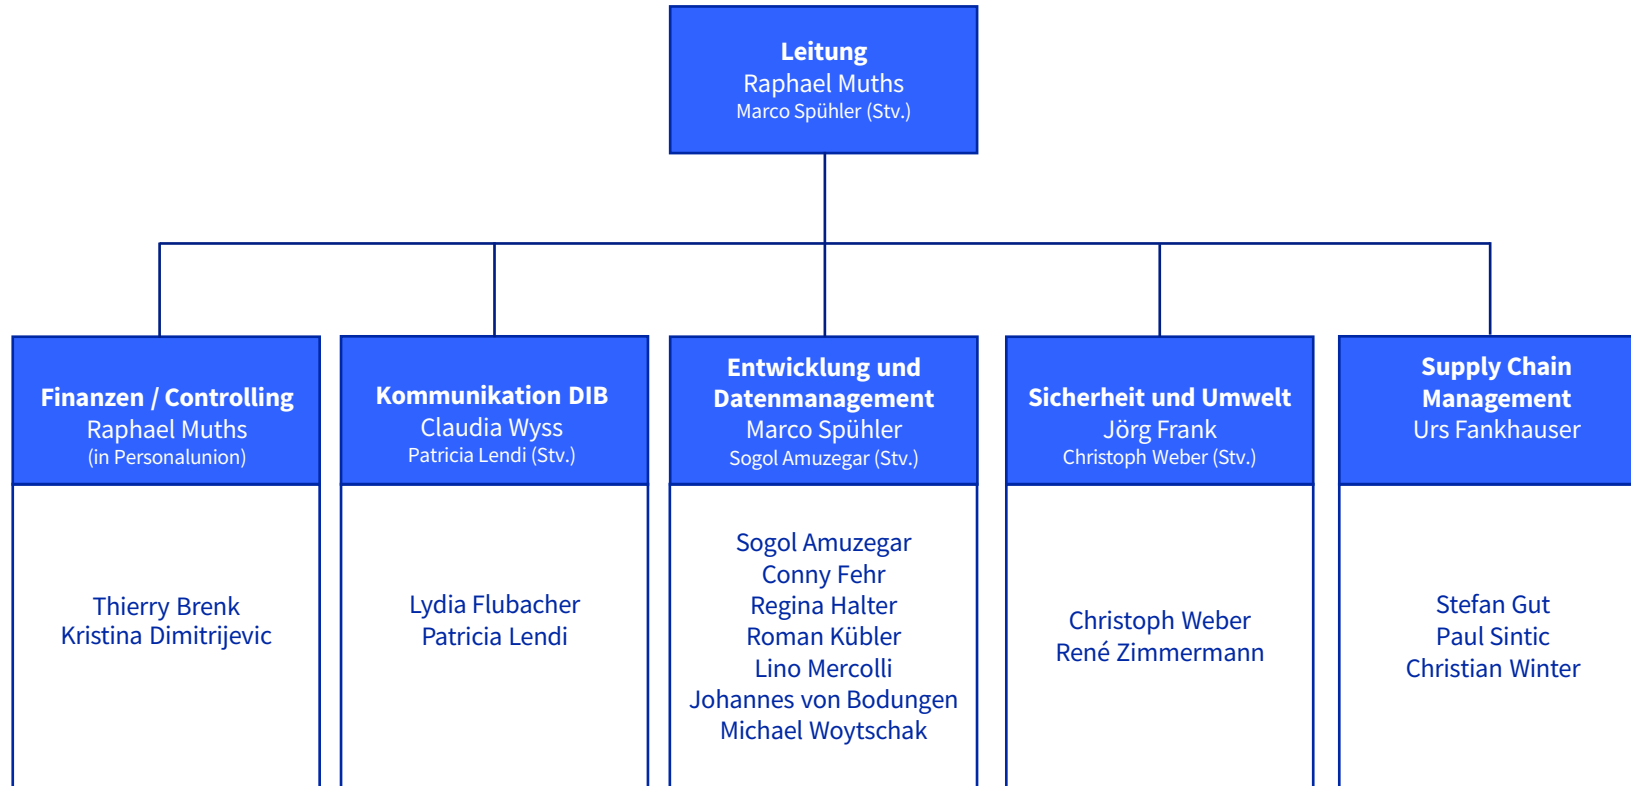 Leitung
Raphael Muths
Marco Spühler (Stv.)
Finanzen / Controlling
Raphael Muths
(in Personalunion)
Thierry Brenk
Kristina Dimitrijevic
Kommunikation DIB
Claudia Wyss
Patricia Lendi (Stv.)
Lydia Flubacher
Patricia Lendi
Entwicklung und
Datenmanagement
Marco Spühler
Sogol Amuzegar (Stv.)
Sogol Amuzegar
Conny Fehr
Regina Halter
Roman Kübler
Lino Mercolli
Johannes von Bodungen
Michael Woytschak
Sicherheit und Umwelt
Jörg Frank
Christoph Weber (Stv.)
Christoph Weber
René Zimmermann
Supply Chain
Management
Urs Fankhauser
Stefan Gut
Paul Sintic
Christian Winter